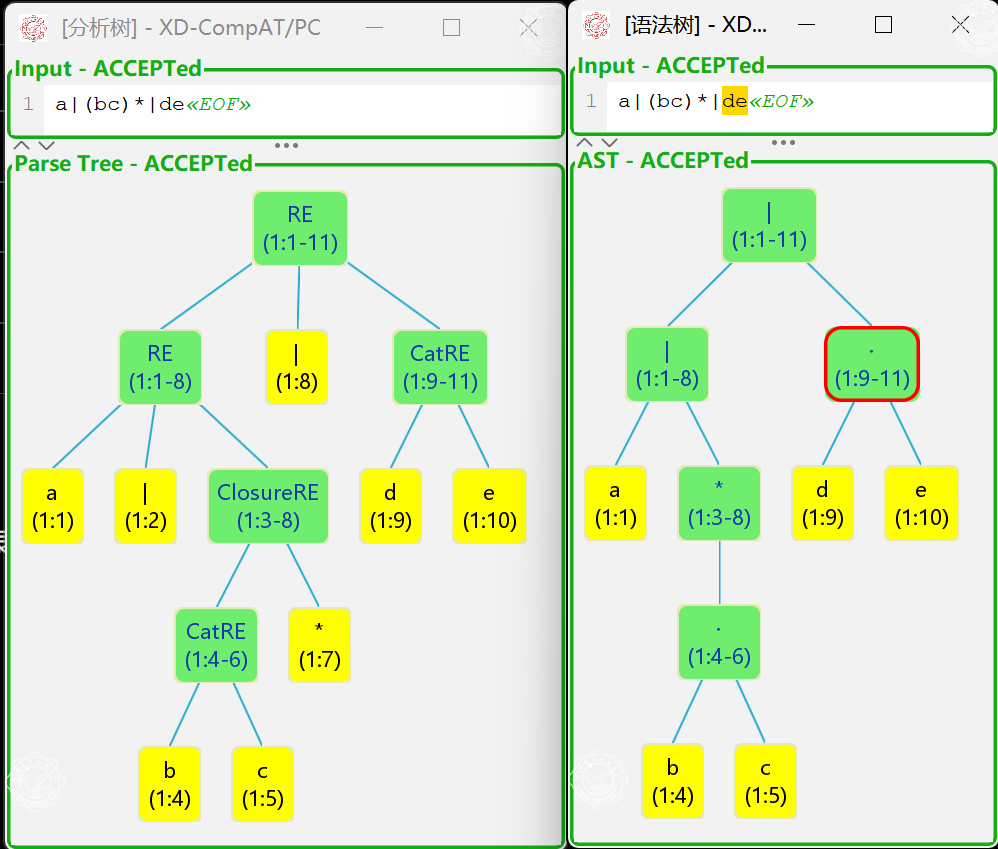 [分析树] - XD-CompAT/PC
Input - ACCEPTed
1 a|(bc)*|de«EOF»
Parse Tree - ACCEPTed
RE
(1:1-11)
RE
(1:1-8)
|
(1:8)
CatRE
(1:9-11)
a
(1:1)
|
(1:2)
ClosureRE
(1:3-8)
d
(1:9)
e
(1:10)
CatRE
(1:4-6)
*
(1:7)
b
(1:4)
c
(1:5)
[语法树] - XD...
Input - ACCEPTed
1 a|(bc)*|de«EOF»
AST - ACCEPTed
|
(1:1-11)
|
(1:1-8)
·
(1:9-11)
a
(1:1)
*
(1:3-8)
d
(1:9)
e
(1:10)
·
(1:4-6)
b
(1:4)
c
(1:5)